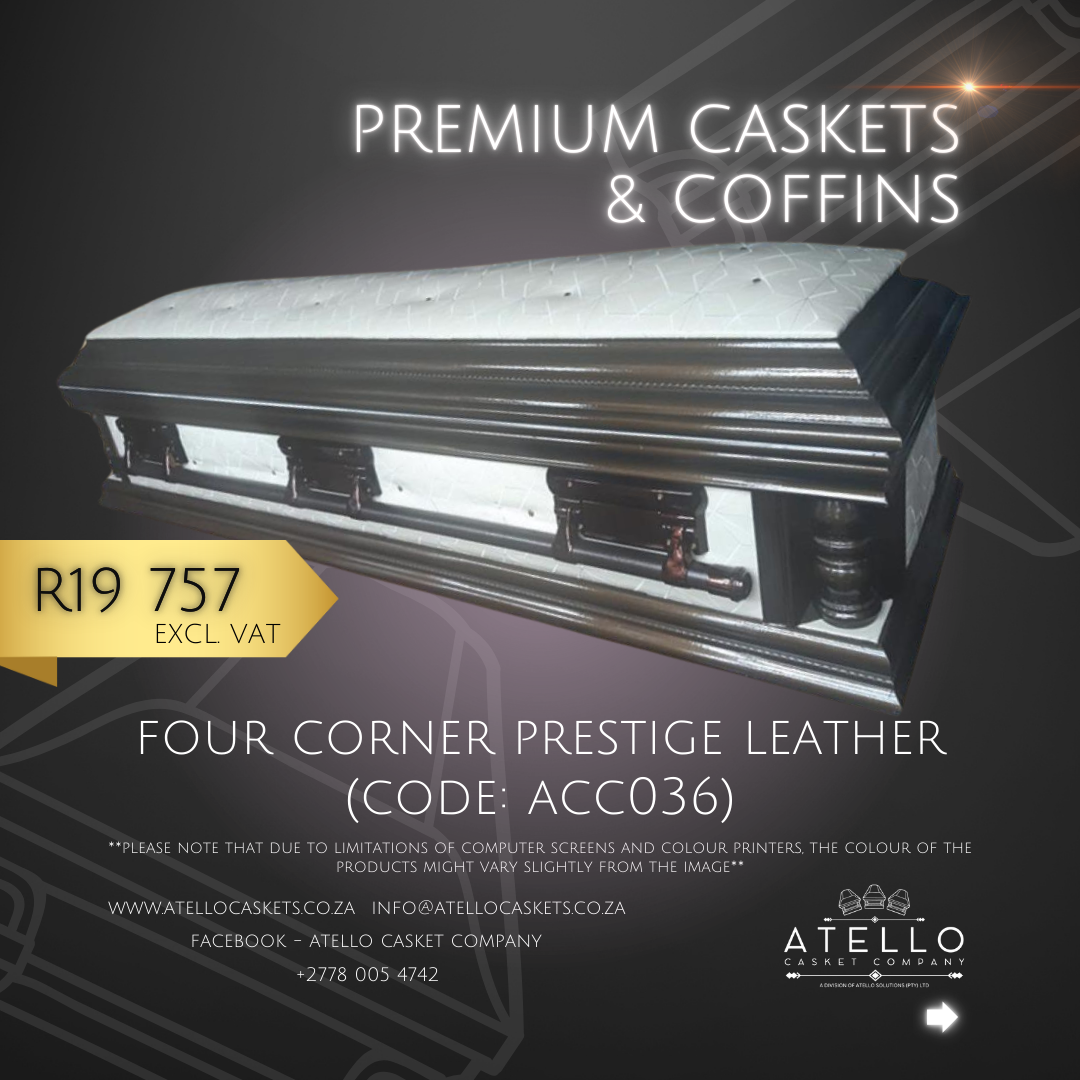 PREMIUM CASKETS
& COFFINS
R19 757
EXCL. VAT
FOUR CORNER PRESTIGE LEATHER
(CODE: ACC036)
**PLEASE NOTE THAT DUE TO LIMITATIONS OF COMPUTER SCREENS AND COLOUR PRINTERS, THE COLOUR OF THE
PRODUCTS MIGHT VARY SLIGHTLY FROM THE IMAGE**
WWW.ATELLOCASKETS.CO.ZA INFO@ATELLOCASKETS.CO.ZA
FACEBOOK - ATELLO CASKET COMPANY
+2778 005 4742
ATELLO
CASKET COMPANY
A DIVISION OF ATELLO SOLUTIONS (PTY) LTD